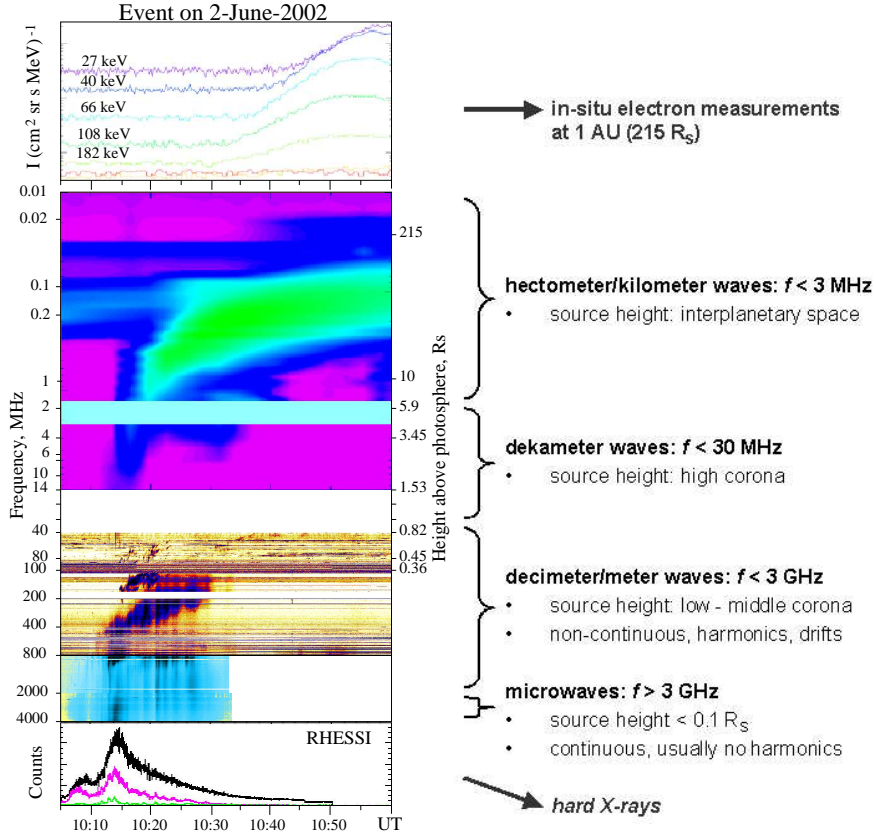 Event on 2-June-2002
I (cm² sr s MeV)⁻¹
27 keV
40 keV
66 keV
108 keV
182 keV
in-situ electron measurements
at 1 AU (215 Rₛ)
Frequency, MHz
0.01
0.02
0.1
0.2
1
2
4
6
10
14
40
80
100
200
400
800
2000
4000
Height above photosphere, Rs
215
10
5.9
3.45
1.53
0.82
0.45
0.36
hectometer/kilometer waves: f < 3 MHz
• source height: interplanetary space
dekameter waves: f < 30 MHz
• source height: high corona
decimeter/meter waves: f < 3 GHz
• source height: low - middle corona
• non-continuous, harmonics, drifts
microwaves: f > 3 GHz
• source height < 0.1 Rₛ
• continuous, usually no harmonics
Counts
RHESSI
hard X-rays
10:10 10:20 10:30 10:40 10:50 UT